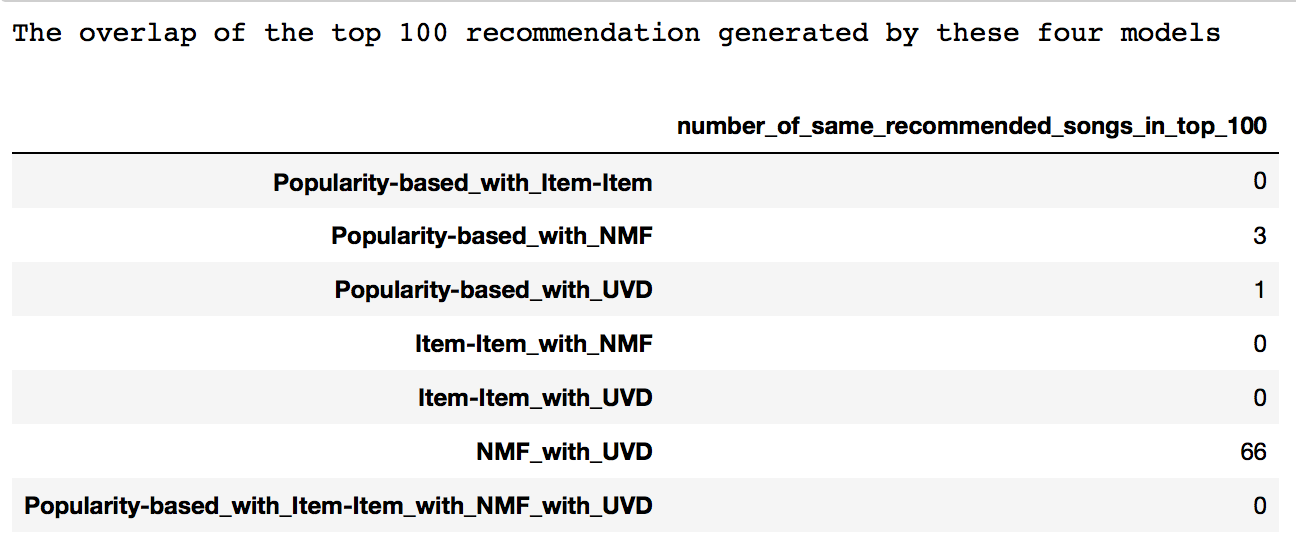 The overlap of the top 100 recommendation generated by these four models
number_of_same_recommended_songs_in_top_100
Popularity-based_with_Item-Item 0
Popularity-based_with_NMF 3
Popularity-based_with_UVD 1
Item-Item_with_NMF 0
Item-Item_with_UVD 0
NMF_with_UVD 66
Popularity-based_with_Item-Item_with_NMF_with_UVD 0